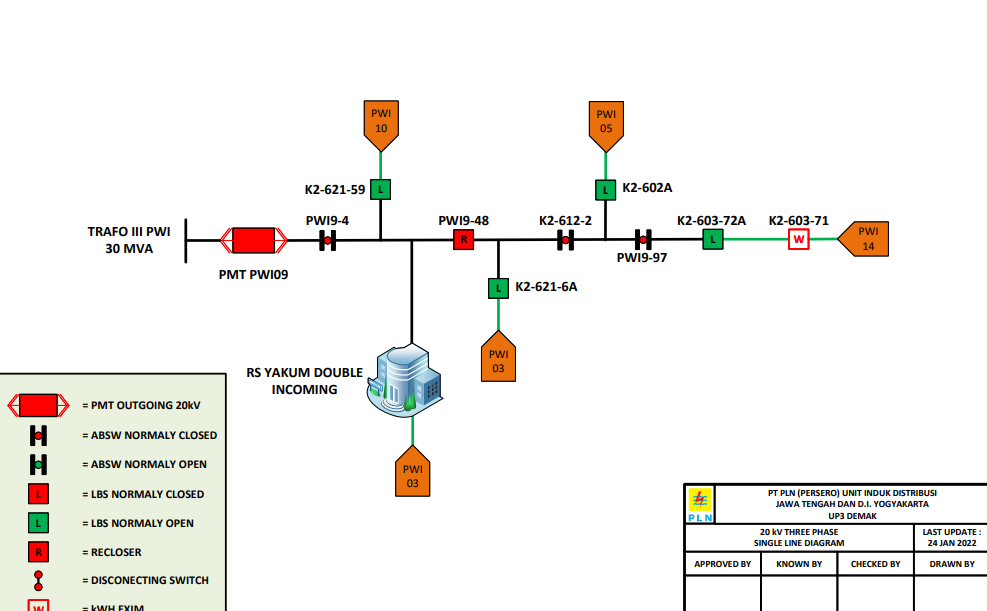 PWI
10
PWI
05
K2-621-59
L
L
K2-602A
PWI9-4
PWI9-48
K2-612-2
K2-603-72A
K2-603-71
TRAFO III PWI
30 MVA
R
L
W
PWI
14
PMT PWI09
PWI9-97
L
K2-621-6A
PWI
03
RS YAKUM DOUBLE
INCOMING
PWI
03
= PMT OUTGOING 20kV
= ABSW NORMALY CLOSED
= ABSW NORMALY OPEN
L
= LBS NORMALY CLOSED
L
= LBS NORMALY OPEN
R
= RECLOSER
= DISCONECTING SWITCH
W
= kWH EXIM
PLN
PT PLN (PERSERO) UNIT INDUK DISTRIBUSI
JAWA TENGAH DAN D.I. YOGYAKARTA
UP3 DEMAK
20 kV THREE PHASE
SINGLE LINE DIAGRAM
LAST UPDATE :
24 JAN 2022
APPROVED BY
KNOWN BY
CHECKED BY
DRAWN BY